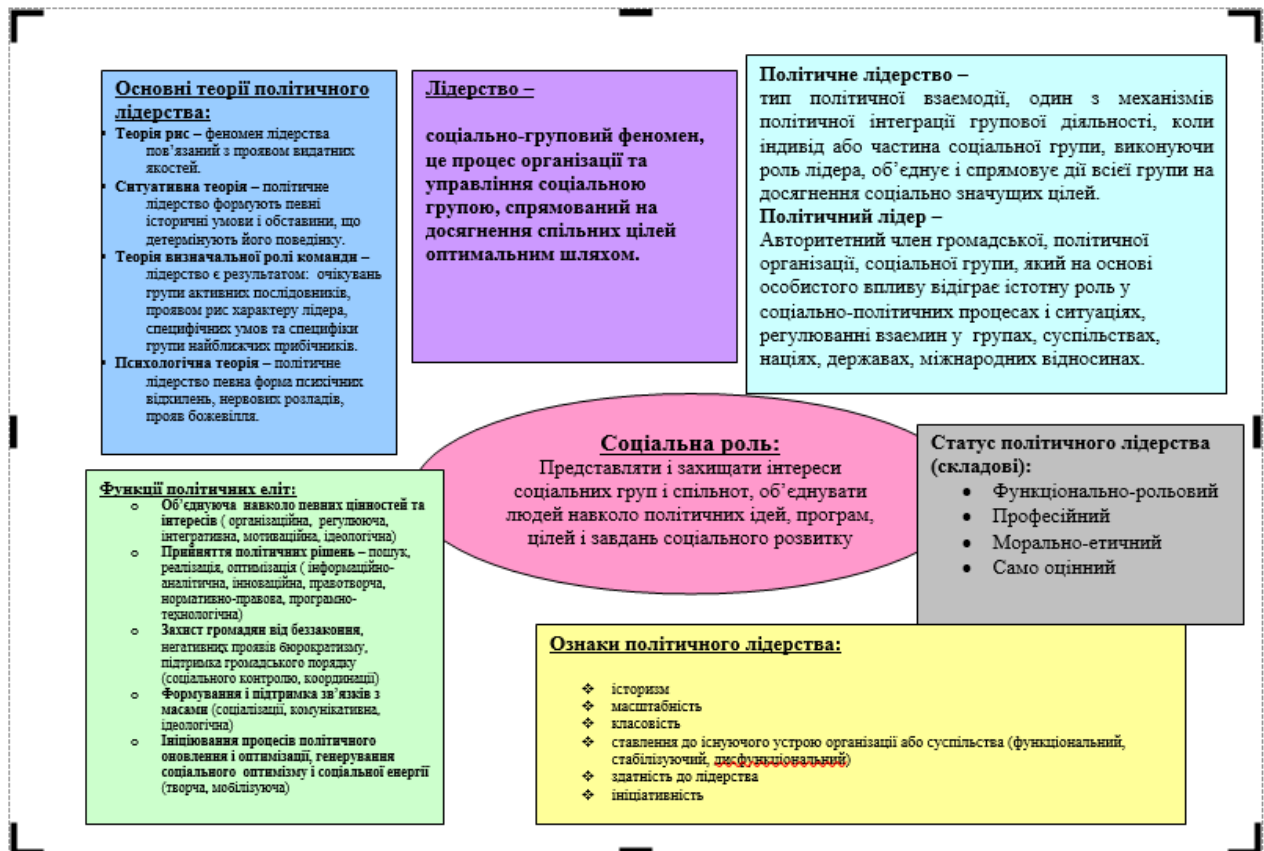 Основні теорії політичного
лідерства:
Теорія рис – феномен лідерства
пов’язаний з проявом видатних
якостей.
Ситуативна теорія – політичне
лідерство формують певні
історичні умови і обставини, що
детермінують його поведінку.
Теорія визначальної ролі команди –
лідерство є результатом: очікувань
групи активних послідовників,
проявом рис характеру лідера,
специфічних умов та специфіки
групи найближчих прибічників.
Психологічна теорія – політичне
лідерство певна форма психічних
відхилень, нервових розладів,
прояв божевілля.
Лідерство –
соціально-груповий феномен,
це процес організації та
управління соціальною
групою, спрямований на
досягнення спільних цілей
оптимальним шляхом.
Політичне лідерство –
тип політичної взаємодії, один з механізмів
політичної інтеграції групової діяльності, коли
індивід або частина соціальної групи, виконуючи
роль лідера, об’єднує і спрямовує дії всієї групи на
досягнення соціально значущих цілей.
Політичний лідер –
Авторитетний член громадської, політичної
організації, соціальної групи, який на основі
особистого впливу відіграє істотну роль у
соціально-політичних процесах і ситуаціях,
регулюванні взаємин у групах, суспільствах,
націях, державах, міжнародних відносинах.
Соціальна роль:
Представляти і захищати інтереси
соціальних груп і спільнот, об’єднувати
людей навколо політичних ідей, програм,
цілей і завдань соціального розвитку
Статус політичного лідерства
(складові):
• Функціонально-рольовий
• Професійний
• Морально-етичний
• Само оцінний
Функції політичних еліт:
o Об’єднуюча навколо певних цінностей та
інтересів ( організаційна, регулююча,
інтегративна, мотиваційна, ідеологічна)
o Прийняття політичних рішень – пошук,
реалізація, оптимізація ( інформаційно-
аналітична, інноваційна, правотворча,
нормативно-правова, програмно-
технологічна)
o Захист громадян від беззаконня,
негативних проявів бюрократизму,
підтримка громадського порядку
(соціального контролю, координації)
o Формування і підтримка зв’язків з
масами (соціалізації, комунікативна,
ідеологічна)
o Ініціювання процесів політичного
оновлення і оптимізації, генерування
соціального оптимізму і соціальної енергії
(творча, мобілізуюча)
Ознаки політичного лідерства:
❖ історизм
❖ масштабність
❖ класовість
❖ ставлення до існуючого устрою організації або суспільства (функціональний,
стабілізуючий, дисфункціональний)
❖ здатність до лідерства
❖ ініціативність